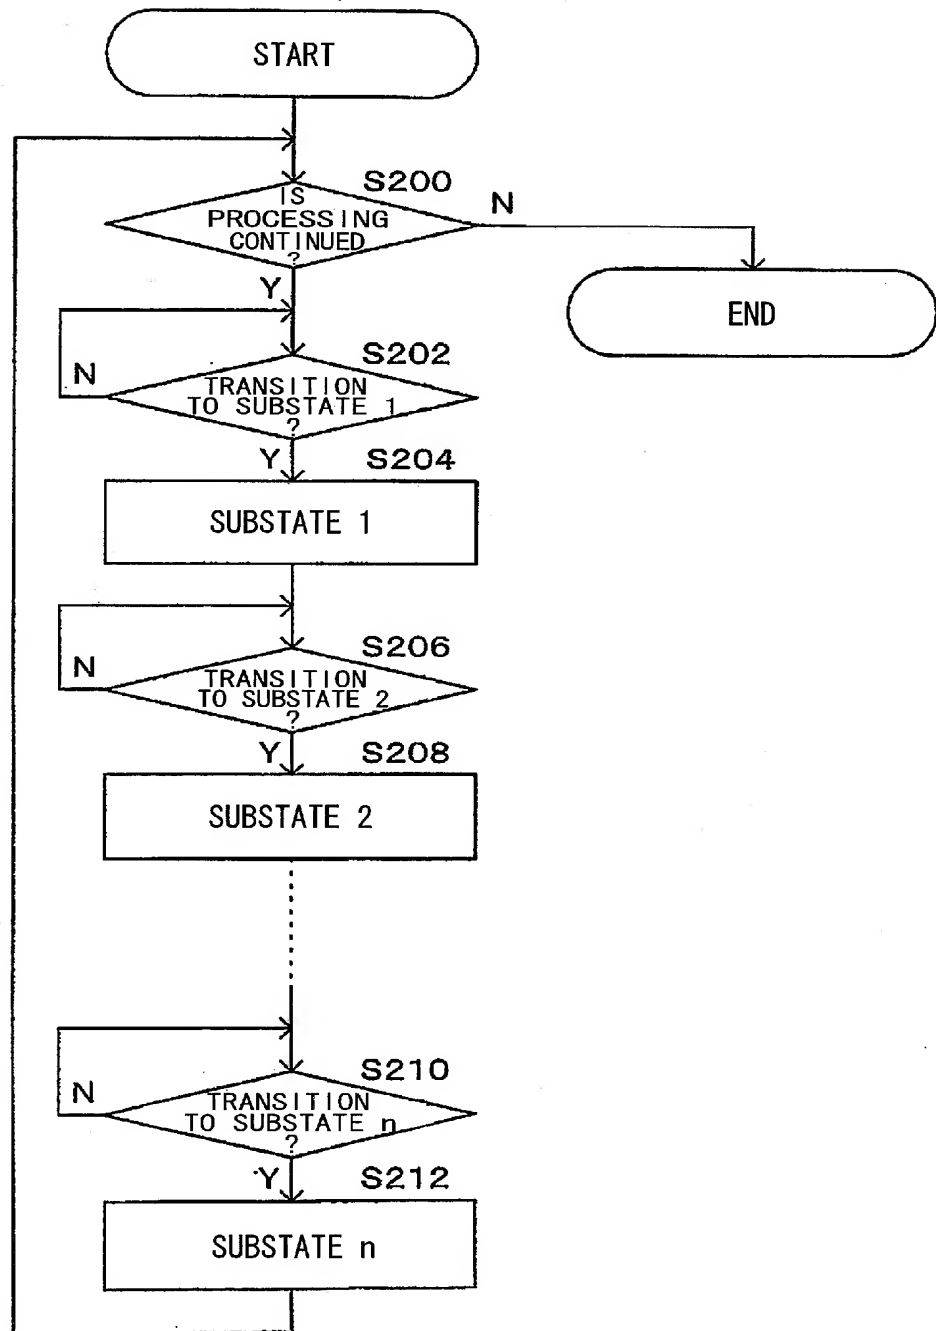 START
S200
IS
PROCESSING
CONTINUED
?
N
Y
END
S202
N
TRANSITION
TO SUBSTATE 1
?
Y
S204
SUBSTATE 1
S206
N
TRANSITION
TO SUBSTATE 2
?
Y
S208
SUBSTATE 2
S210
N
TRANSITION
TO SUBSTATE n
?
Y
S212
SUBSTATE n